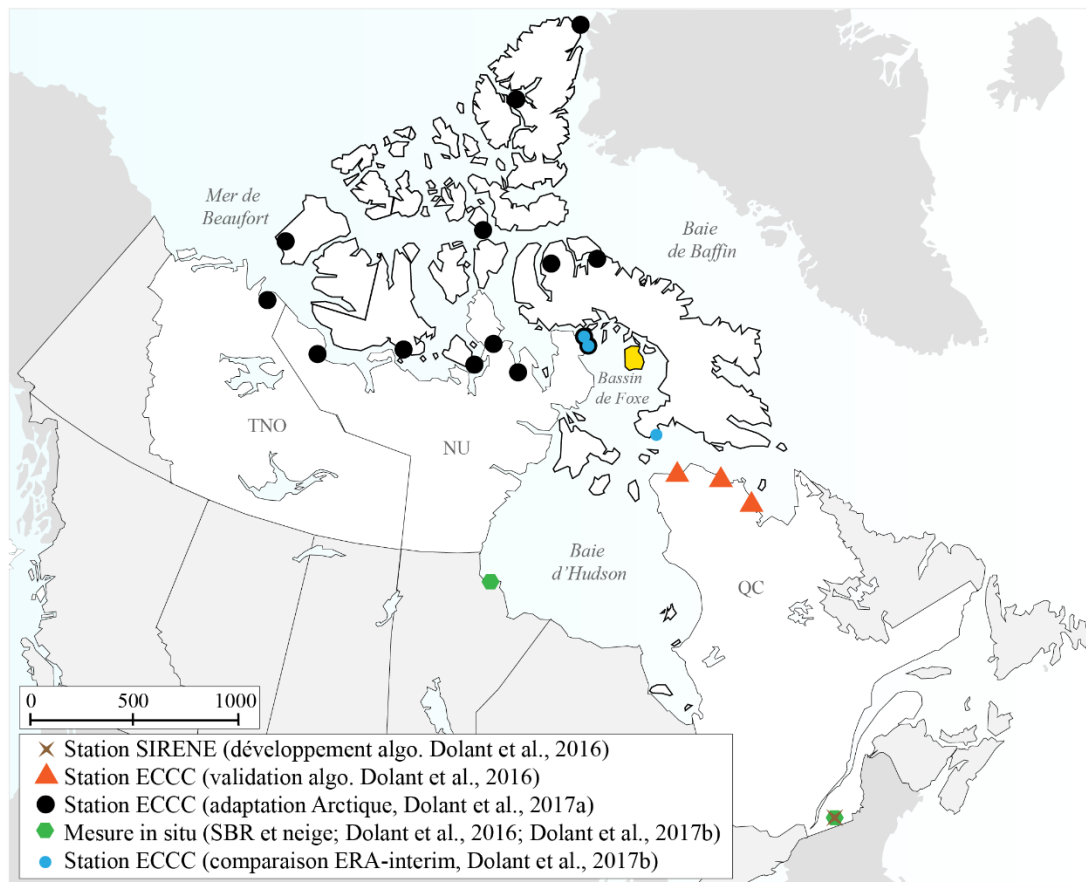 Mer de
Beaufort
Baie
de Baffin
Bassin
de Foxe
TNO
NU
Baie
d'Hudson
QC
0 500 1000
Station SIRENE (développement algo. Dolant et al., 2016)
Station ECCC (validation algo. Dolant et al., 2016)
Station ECCC (adaptation Arctique, Dolant et al., 2017a)
Mesure in situ (SBR et neige; Dolant et al., 2016; Dolant et al., 2017b)
Station ECCC (comparaison ERA-interim, Dolant et al., 2017b)